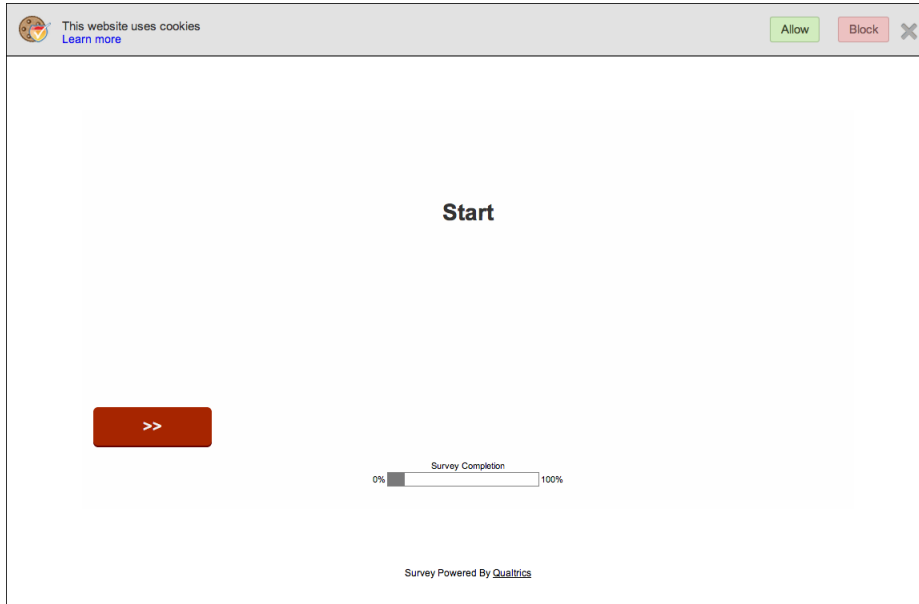 This website uses cookies
Learn more
Allow
Block
Start
>>
Survey Completion
0%
100%
Survey Powered By Qualtrics